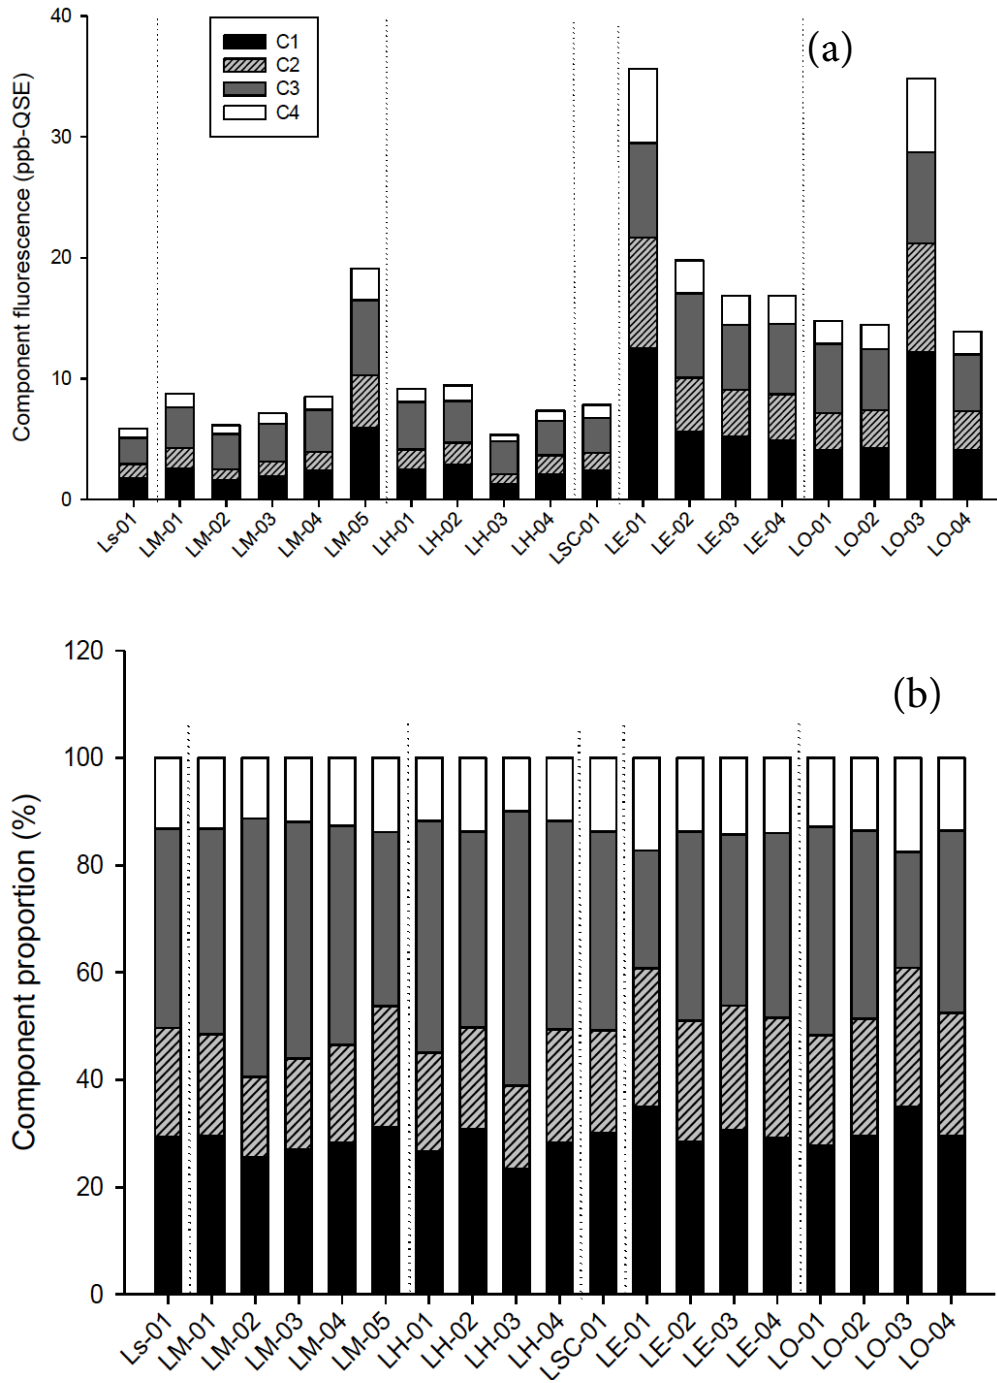 40
30
20
10
0
Component fluorescence (ppb-QSE)
C1
C2
C3
C4
(a)
Ls-01
LM-01
LM-02
LM-03
LM-04
LM-05
LH-01
LH-02
LH-03
LH-04
LSC-01
LE-01
LE-02
LE-03
LE-04
LO-01
LO-02
LO-03
LO-04
120
100
80
60
40
20
0
Component proportion (%)
(b)
Ls-01
LM-01
LM-02
LM-03
LM-04
LM-05
LH-01
LH-02
LH-03
LH-04
LSC-01
LE-01
LE-02
LE-03
LE-04
LO-01
LO-02
LO-03
LO-04